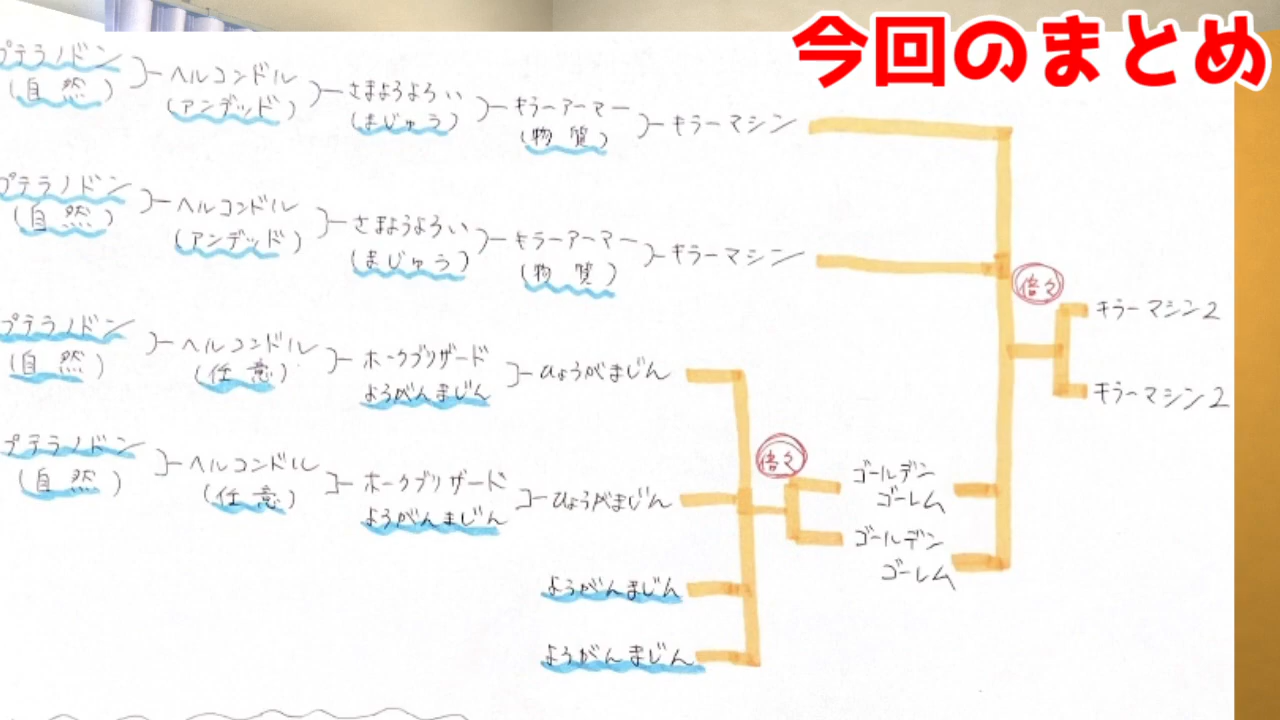 今回のまとめ
プテラノドン
(自然)
ヘルコンドル
(アンデッド)
さまようよろい
(まじゅう)
キラーアーマー
(物質)
キラーマシン
プテラノドン
(自然)
ヘルコンドル
(アンデッド)
さまようよろい
(まじゅう)
キラーアーマー
(物質)
キラーマシン
倍々
キラーマシン2
キラーマシン2
プテラノドン
(自然)
ヘルコンドル
(任意)
ホークブリザード
ようがんまじん
ひょうがまじん
プテラノドン
(自然)
ヘルコンドル
(任意)
ホークブリザード
ようがんまじん
ひょうがまじん
倍々
ゴールデン
ゴーレム
ゴールデン
ゴーレム
ようがんまじん
ようがんまじん